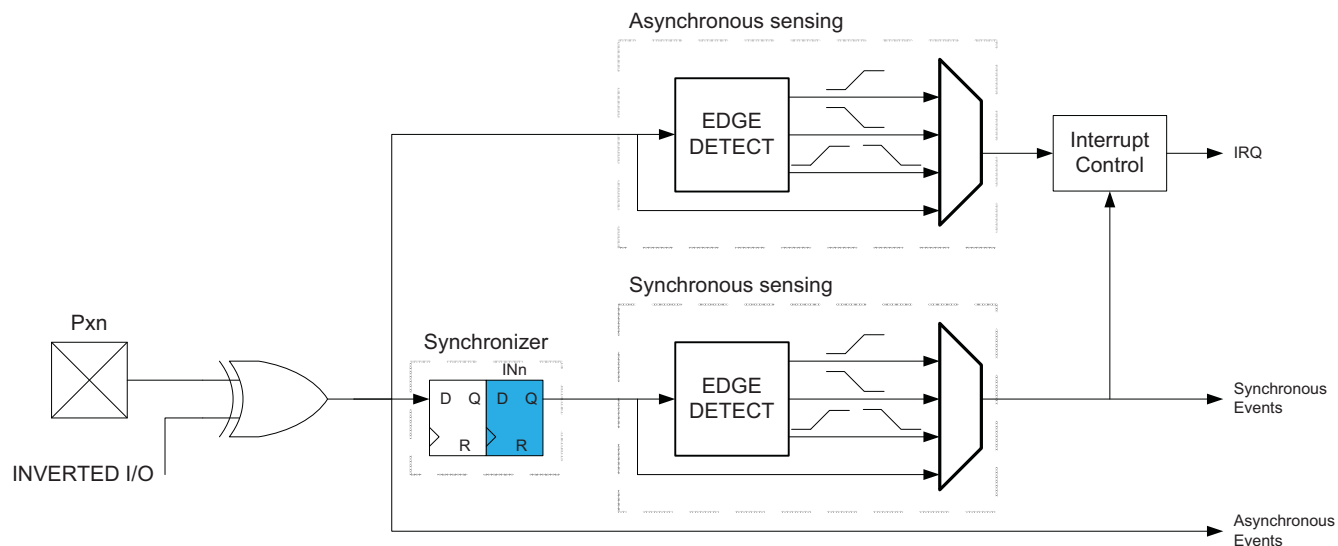 Asynchronous sensing
EDGE
DETECT
Interrupt
Control
IRQ
Synchronous sensing
Pxn
Synchronizer
INn
D Q D Q
R R
EDGE
DETECT
Synchronous
Events
INVERTED I/O
Asynchronous
Events